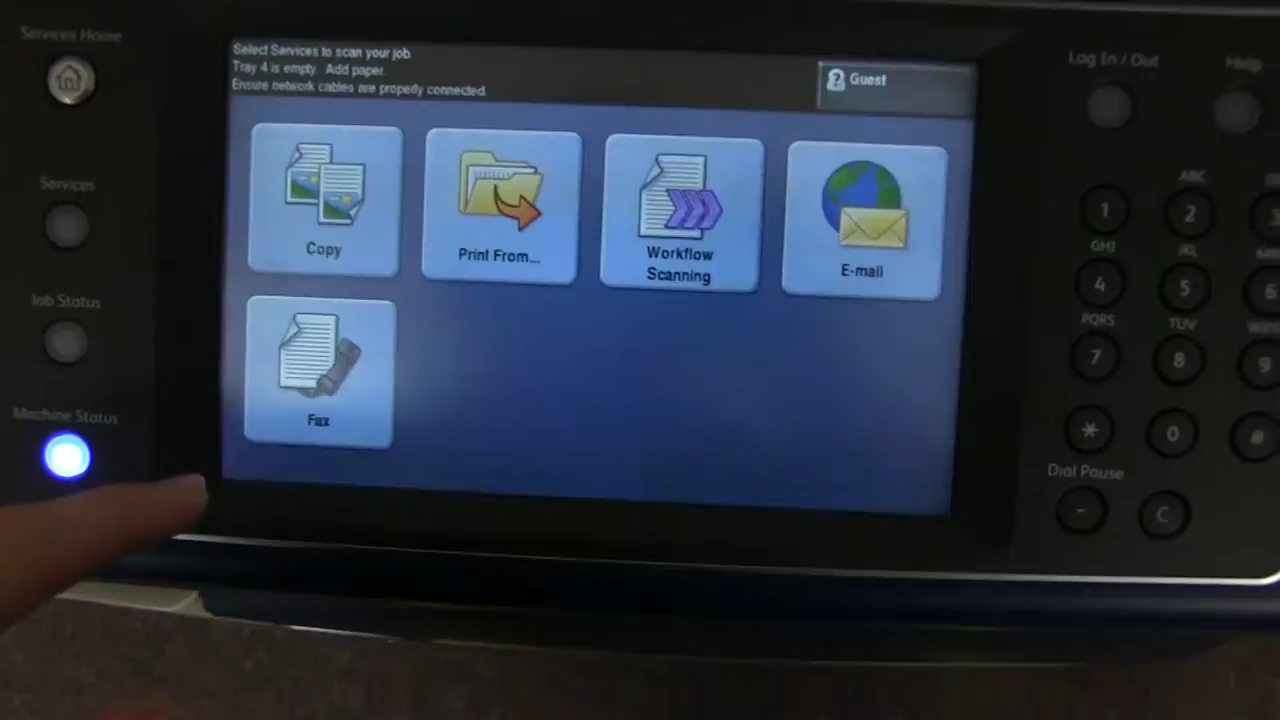 Services Home
Select Services to scan your job.
Tray 4 is empty. Add paper.
Ensure network cables are properly connected.
? Guest
Log In / Out
Help
Services
Copy
Print From...
Workflow
Scanning
E-mail
1
ABC
2
GHI
4
JKL
5
6
Job Status
Fax
PQRS
7
TUV
8
9
Machine Status
*
0
#
Dial Pause
-
C